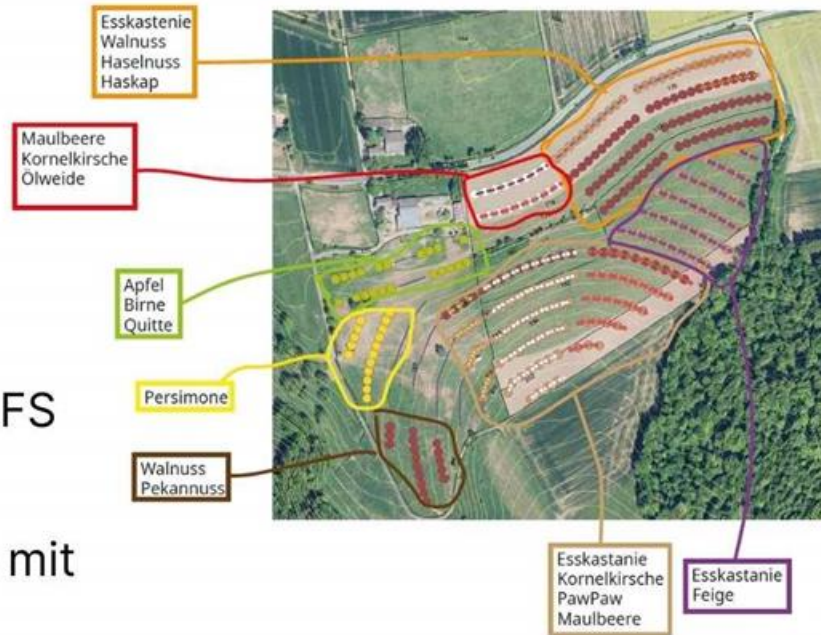 Esskastenie
Walnuss
Haselnuss
Haskap
Maulbeere
Kornelkirsche
Ölweide
Apfel
Birne
Quitte
Persimone
FS
Walnuss
Pekannuss
mit
Esskastanie
Kornelkirsche
PawPaw
Maulbeere
Esskastanie
Feige